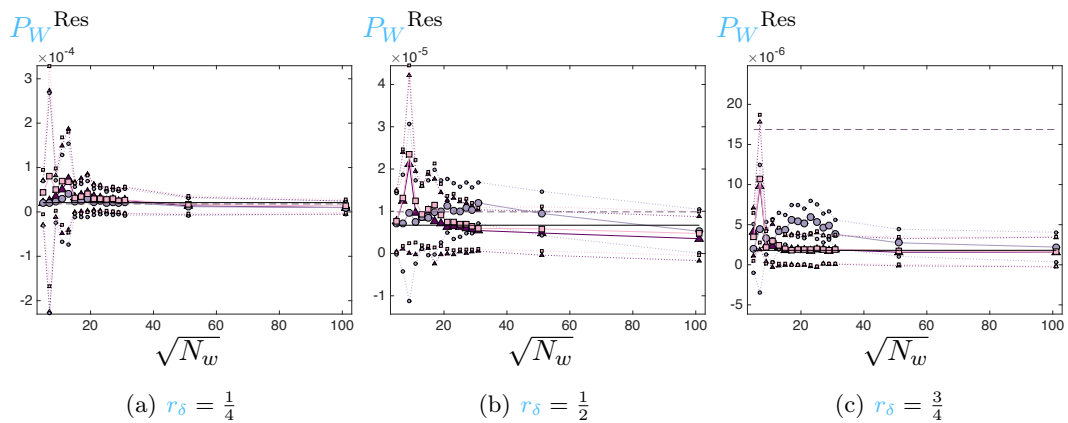 P_W^Res P_W^Res P_W^Res
×10^-4 ×10^-5 ×10^-6
3
2
1
0
-1
-2
20 40 60 80 100
√N_w
4
3
2
1
0
-1
20 40 60 80 100
√N_w
20
15
10
5
0
-5
20 40 60 80 100
√N_w
(a) r_δ = 1/4
(b) r_δ = 1/2
(c) r_δ = 3/4